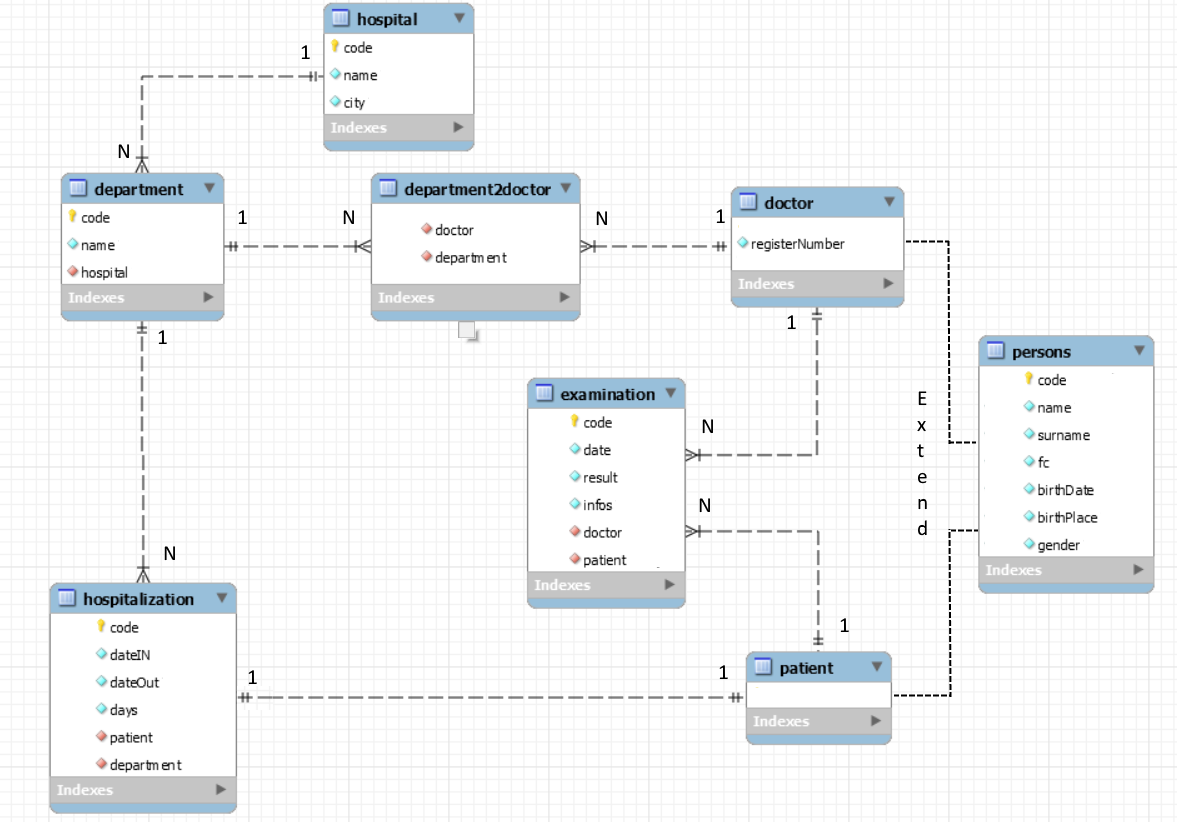 hospital
code
name
city
Indexes
1
N
department
code
name
hospital
Indexes
1
N
department2doctor
doctor
department
Indexes
N
1
doctor
registerNumber
Indexes
1
1
persons
code
name
surname
fc
birthDate
birthPlace
gender
Indexes
E
x
t
e
n
d
examination
code
date
result
infos
doctor
patient
Indexes
N
N
1
N
hospitalization
code
dateIN
dateOut
days
patient
department
Indexes
1
1
patient
Indexes